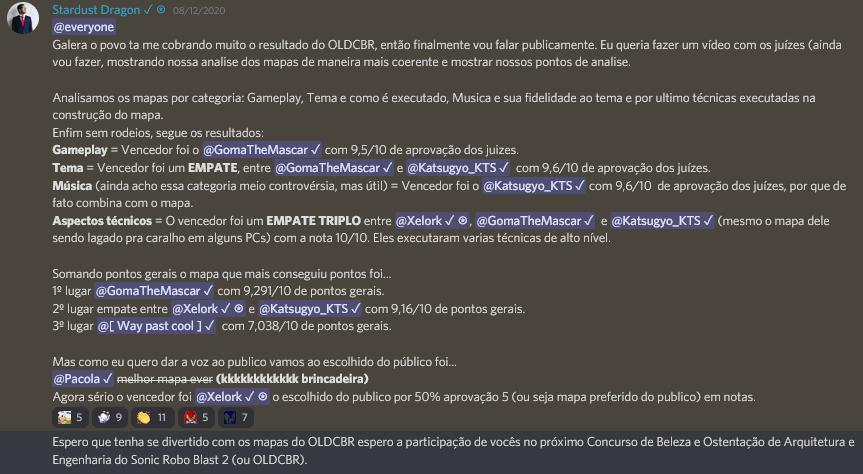 Stardust Dragon ✓ ® 08/12/2020
@everyone
Galera o povo ta me cobrando muito o resultado do OLDCBR, então finalmente vou falar publicamente. Eu queria fazer um vídeo com os juízes (ainda
vou fazer, mostrando nossa analise dos mapas de maneira mais coerente e mostrar nossos pontos de analise.
Analisamos os mapas por categoria: Gameplay, Tema e como é executado, Musica e sua fidelidade ao tema e por ultimo técnicas executadas na
construção do mapa.
Enfim sem rodeios, segue os resultados:
Gameplay = Vencedor foi o @GomaTheMascar ✓ com 9,5/10 de aprovação dos juizes.
Tema = Vencedor foi um EMPATE, entre @GomaTheMascar ✓ e @Katsugyo_KTS ✓ com 9,6/10 de aprovação dos juízes.
Música (ainda acho essa categoria meio controvérsia, mas útil) = Vencedor foi o @Katsugyo_KTS ✓ com 9,6/10 de aprovação dos juízes, por que de
fato combina com o mapa.
Aspectos técnicos = O vencedor foi um EMPATE TRIPLO entre @Xelork ✓ ®, @GomaTheMascar ✓ e @Katsugyo_KTS ✓ (mesmo o mapa dele
sendo lagado pra caralho em alguns PCs) com a nota 10/10. Eles executaram varias técnicas de alto nível.
Somando pontos gerais o mapa que mais conseguiu pontos foi...
1º lugar @GomaTheMascar ✓ com 9,291/10 de pontos gerais.
2º lugar empate entre @Xelork ✓ ® e @Katsugyo_KTS ✓ com 9,16/10 de pontos gerais.
3º lugar @[ Way past cool ] ✓ com 7,038/10 de pontos gerais.
Mas como eu quero dar a voz ao publico vamos ao escolhido do público foi...
@Pacola ✓ melhor mapa ever (kkkkkkkkkkkk brincadeira)
Agora sério o vencedor foi @Xelork ✓ ® o escolhido do publico por 50% aprovação 5 (ou seja mapa preferido do publico) em notas.
5 9 11 5 7
Espero que tenha se divertido com os mapas do OLDCBR espero a participação de vocês no próximo Concurso de Beleza e Ostentação de Arquitetura e
Engenharia do Sonic Robo Blast 2 (ou OLDCBR).